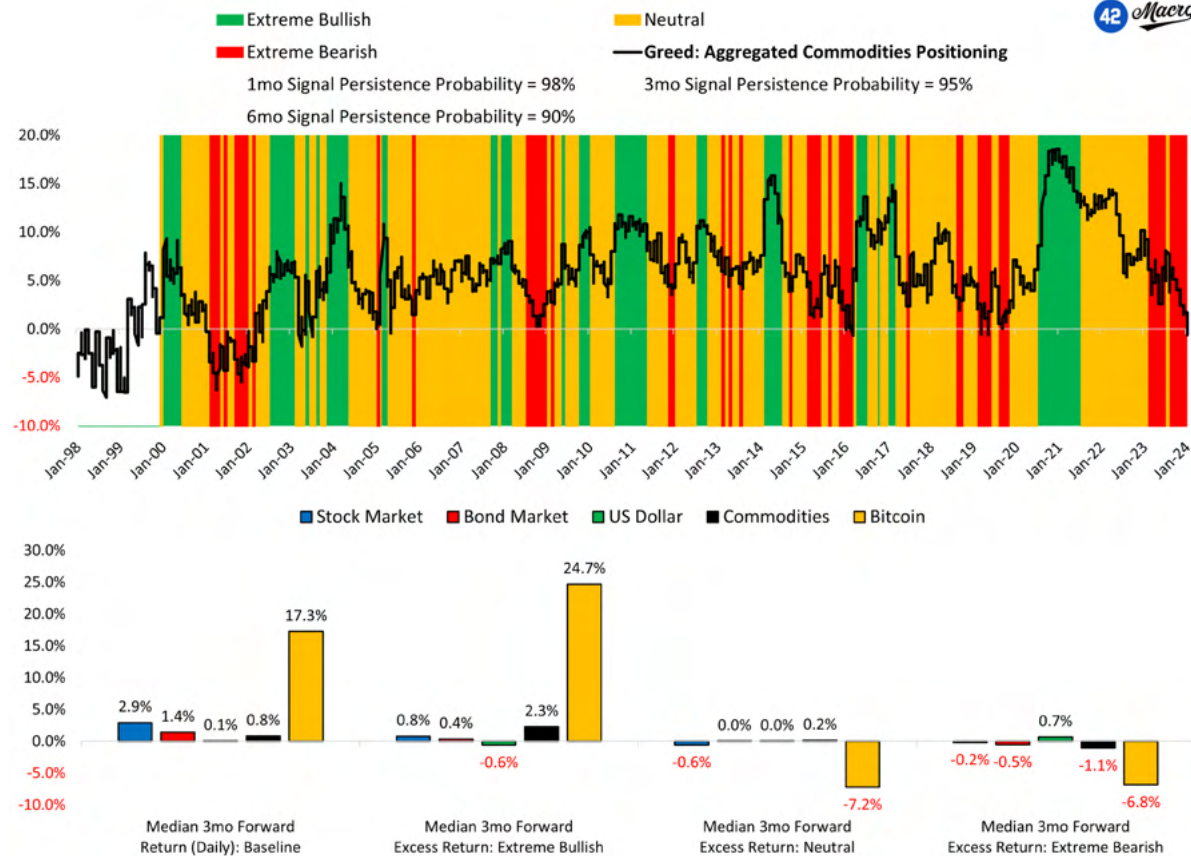 Extreme Bullish
Neutral
42 Macro
Extreme Bearish
Greed: Aggregated Commodities Positioning
1mo Signal Persistence Probability = 98%
3mo Signal Persistence Probability = 95%
6mo Signal Persistence Probability = 90%
20.0%
15.0%
10.0%
5.0%
0.0%
-5.0%
-10.0%
Jan-98
Jan-99
Jan-00
Jan-01
Jan-02
Jan-03
Jan-04
Jan-05
Jan-06
Jan-07
Jan-08
Jan-09
Jan-10
Jan-11
Jan-12
Jan-13
Jan-14
Jan-15
Jan-16
Jan-17
Jan-18
Jan-19
Jan-20
Jan-21
Jan-22
Jan-23
Jan-24
Stock Market
Bond Market
US Dollar
Commodities
Bitcoin
30.0%
25.0%
20.0%
15.0%
10.0%
5.0%
0.0%
-5.0%
-10.0%
2.9%
1.4%
0.1%
0.8%
17.3%
0.8%
0.4%
-0.6%
2.3%
24.7%
-0.6%
0.0%
0.0%
0.2%
-7.2%
-0.2%
-0.5%
0.7%
-1.1%
-6.8%
Median 3mo Forward
Return (Daily): Baseline
Median 3mo Forward
Excess Return: Extreme Bullish
Median 3mo Forward
Excess Return: Neutral
Median 3mo Forward
Excess Return: Extreme Bearish